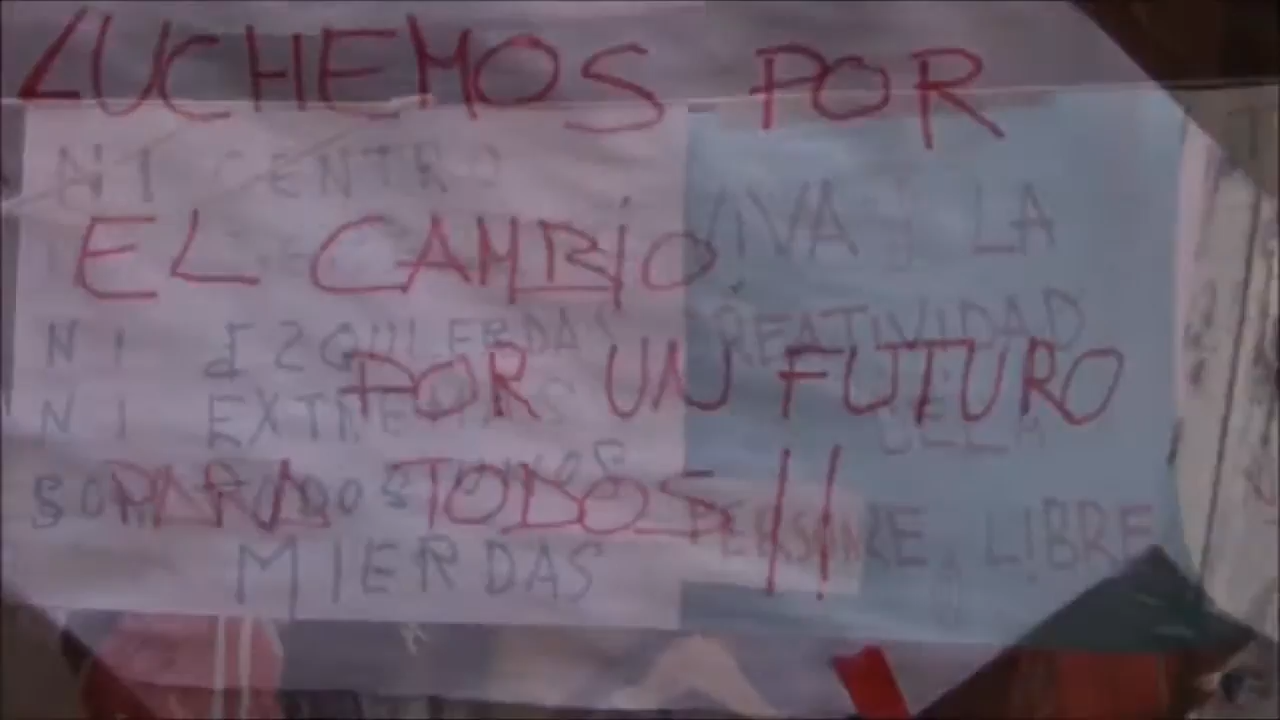 LUCHEMOS POR
EL CAMBIO
POR UN FUTURO
PARA TODOS !!
NI CENTRO
NI IZQUIERDAS
NI EXTREMOS
SOMOS
MIERDAS
VIVA LA
CREATIVIDAD
LIBRE